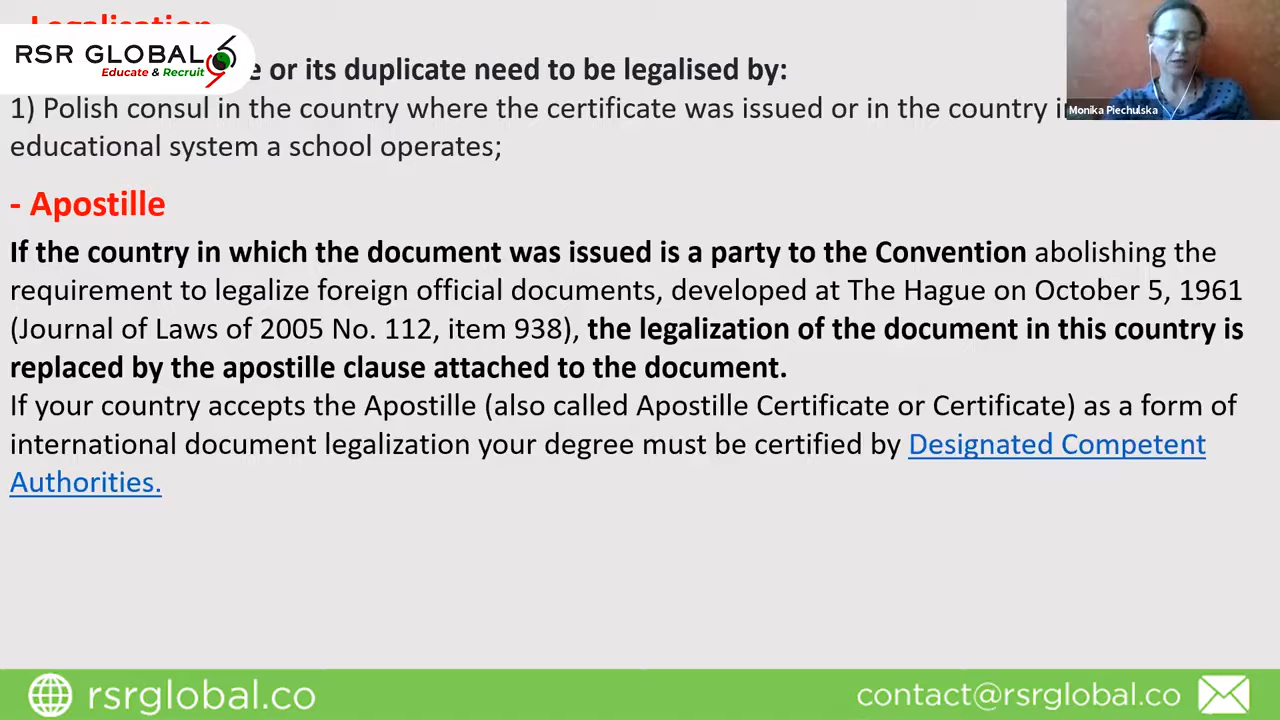 - Legalisation
RSR GLOBAL
Educate & Recruit
e or its duplicate need to be legalised by:
1) Polish consul in the country where the certificate was issued or in the country i
Monika Piechulska
educational system a school operates;
- Apostille
If the country in which the document was issued is a party to the Convention abolishing the
requirement to legalize foreign official documents, developed at The Hague on October 5, 1961
(Journal of Laws of 2005 No. 112, item 938), the legalization of the document in this country is
replaced by the apostille clause attached to the document.
If your country accepts the Apostille (also called Apostille Certificate or Certificate) as a form of
international document legalization your degree must be certified by Designated Competent
Authorities.
rsrglobal.co
contact@rsrglobal.co